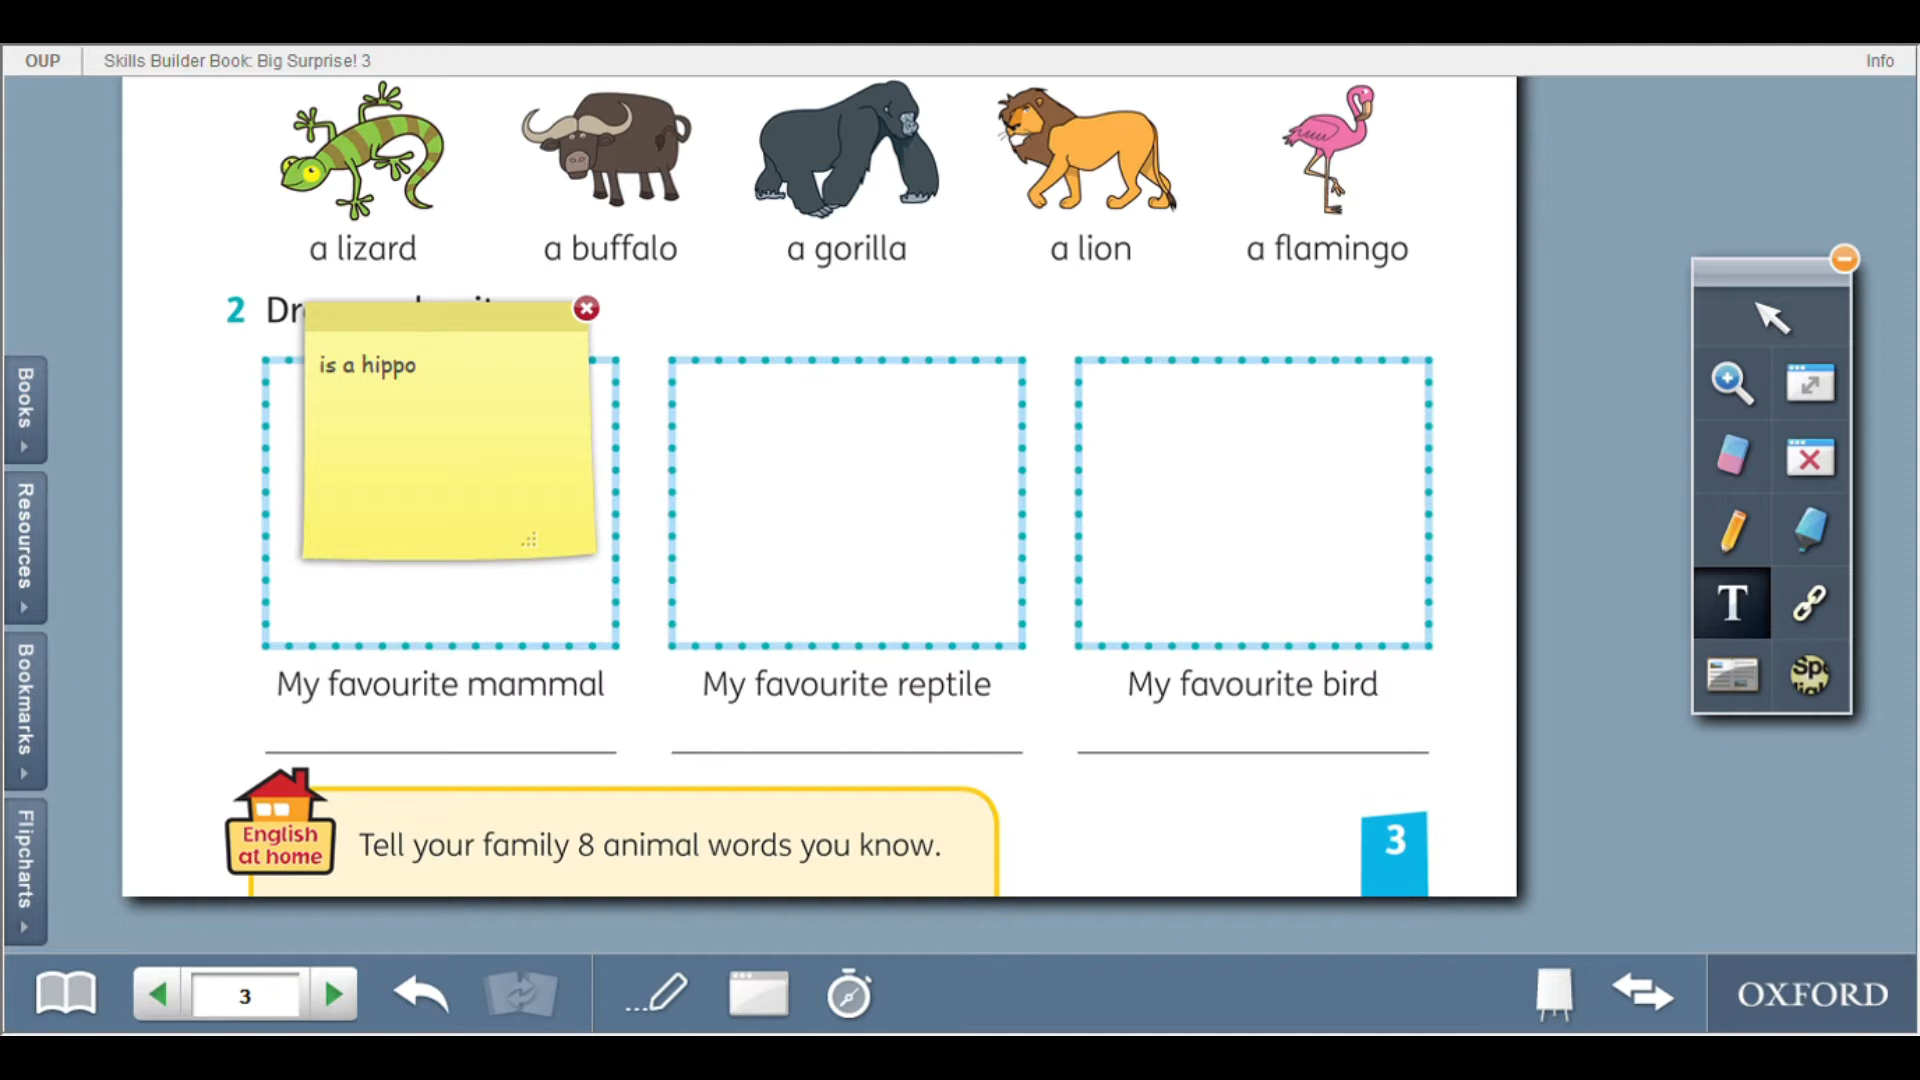 OUP Skills Builder Book: Big Surprise! 3 Info
a lizard a buffalo a gorilla a lion a flamingo
2
is a hippo
My favourite mammal My favourite reptile My favourite bird
English
at home
Tell your family 8 animal words you know.
3
Books
Resources
Bookmarks
Flipcharts
T
3
OXFORD